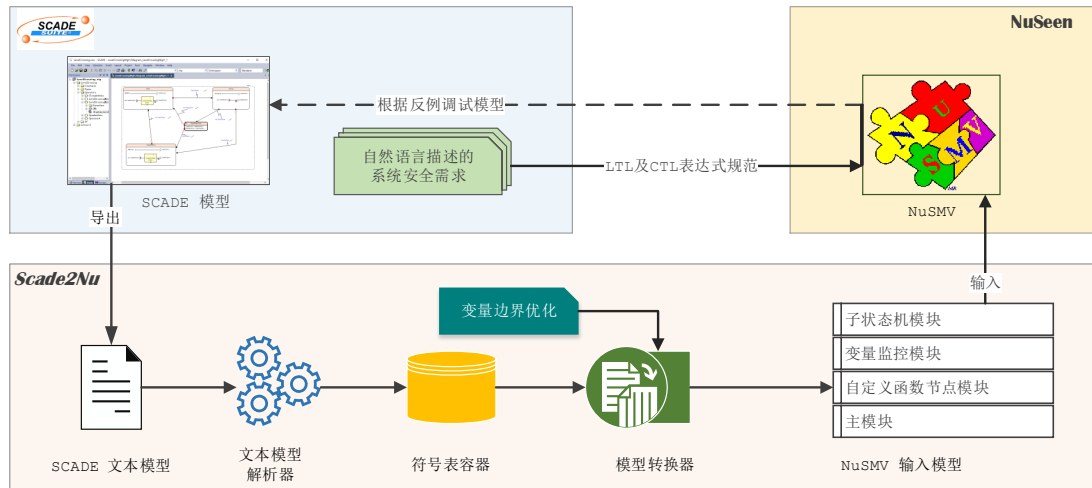 SCADE
SUITE
NuSeen
根据反例调试模型
自然语言描述的
系统安全需求
LTL及CTL表达式规范
N
U
S
M
V
SCADE 模型
NuSMV
导出
Scade2Nu
输入
变量边界优化
子状态机模块
变量监控模块
自定义函数节点模块
主模块
SCADE 文本模型
文本模型
解析器
符号表容器
模型转换器
NuSMV 输入模型